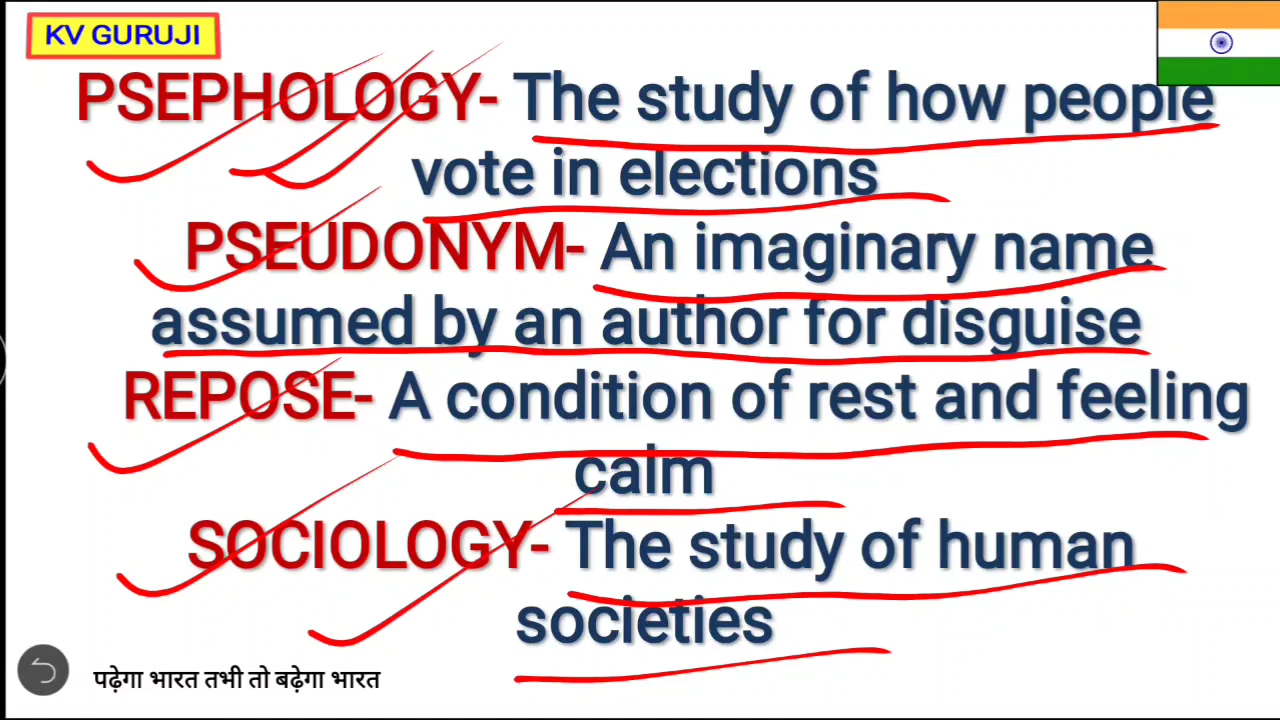 KV GURUJI
PSEPHOLOGY- The study of how people
vote in elections
PSEUDONYM- An imaginary name
assumed by an author for disguise
REPOSE- A condition of rest and feeling
calm
SOCIOLOGY- The study of human
societies
पढ़ेगा भारत तभी तो बढ़ेगा भारत